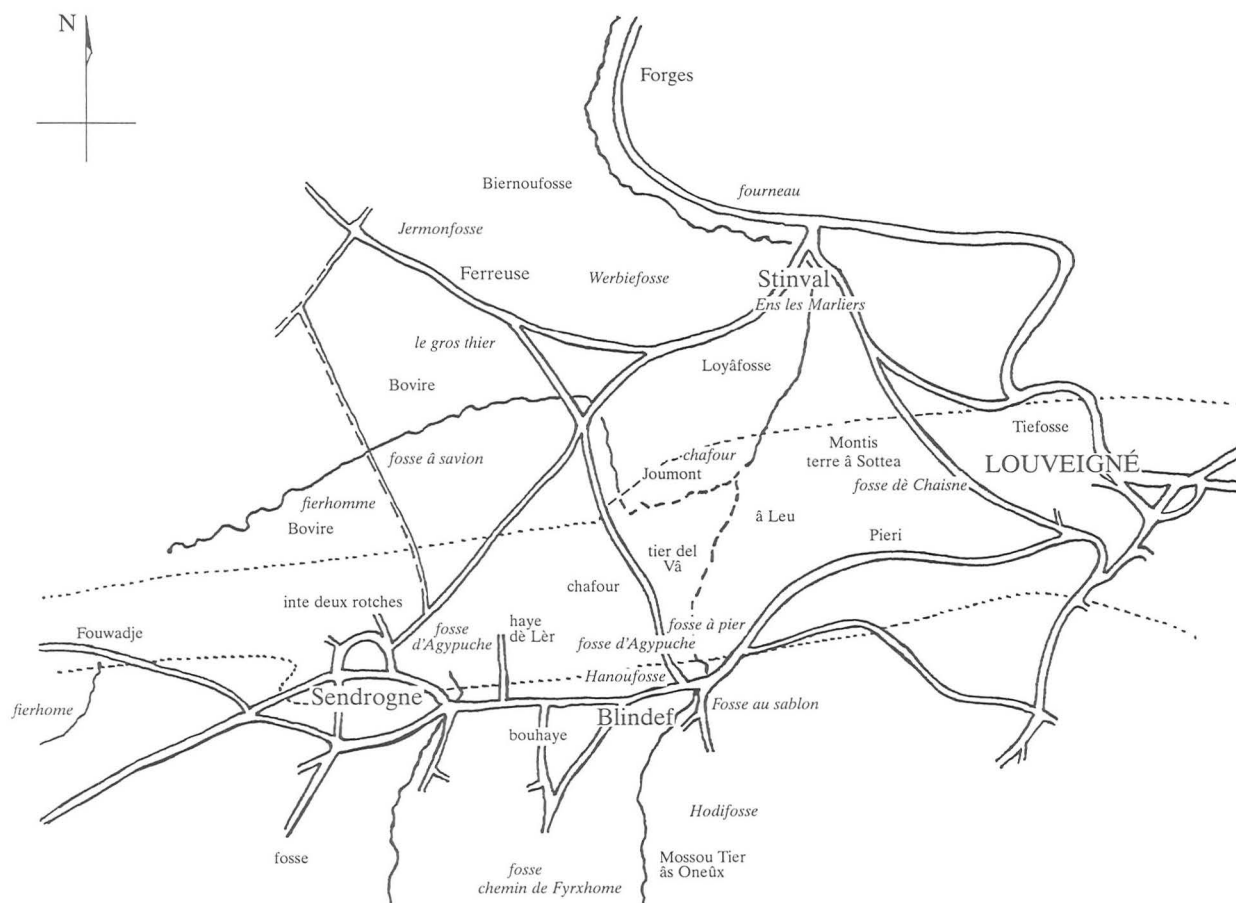 N
Forges
Biernoufosse
fourneau
Jermonfosse
Ferreuse
Werbiefosse
Stinval
Ens les Marliers
le gros thier
Loyâfosse
Bovire
Tiefosse
Montis
terre â Sottea
chafour
Joumont
fosse â savion
LOUVEIGNÉ
fosse dè Chaisne
fierhomme
Bovire
â Leu
Pieri
tier del
Vâ
chafour
inte deux rotches
haye
dè Lèr
fosse
d'Agypuche
fosse à pier
Fouwadje
fosse d'Agypuche
Hanoufosse
Sendrogne
fierhome
Fosse au sablon
Blindef
bouhaye
Hodifosse
fosse
Mossou Tier
âs Oneûx
fosse
chemin de Fyrxhome